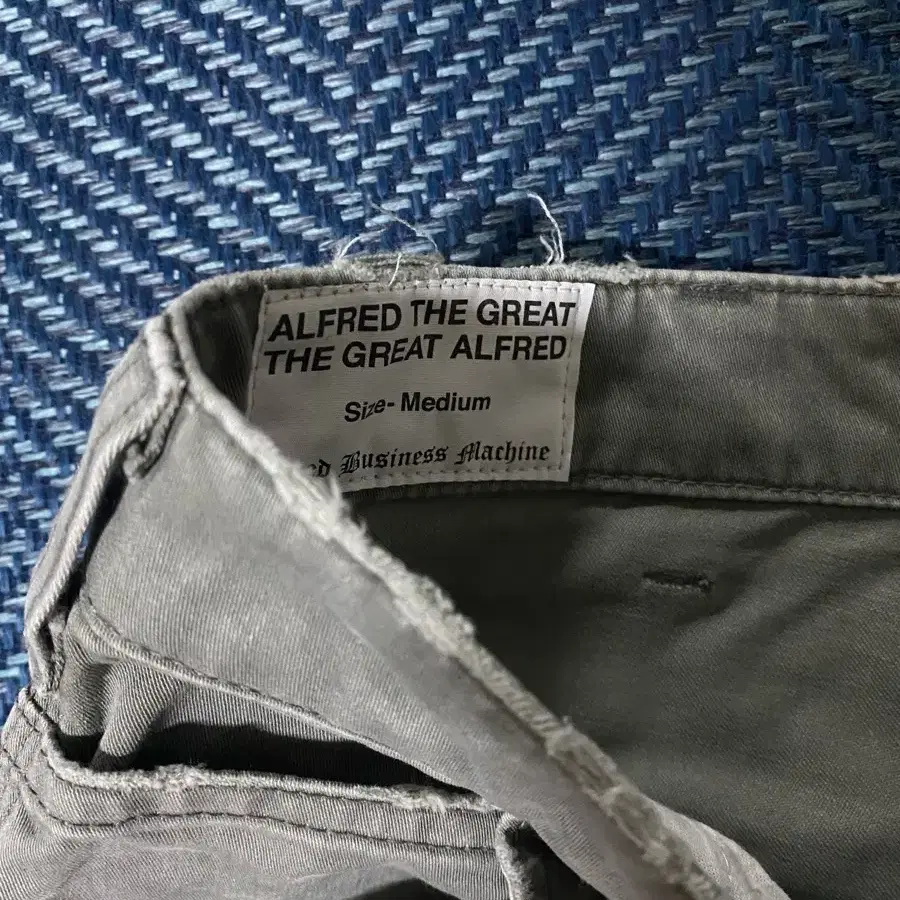 ALFRED THE GREAT
THE GREAT ALFRED
Size- Medium
Business Machine